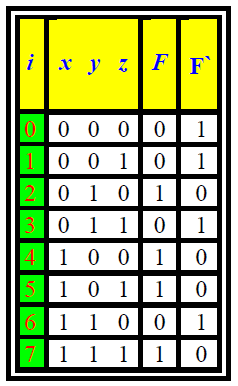 i x y z F F`
0 0 0 0 0 1
1 0 0 1 0 1
2 0 1 0 1 0
3 0 1 1 0 1
4 1 0 0 1 0
5 1 0 1 1 0
6 1 1 0 0 1
7 1 1 1 1 0